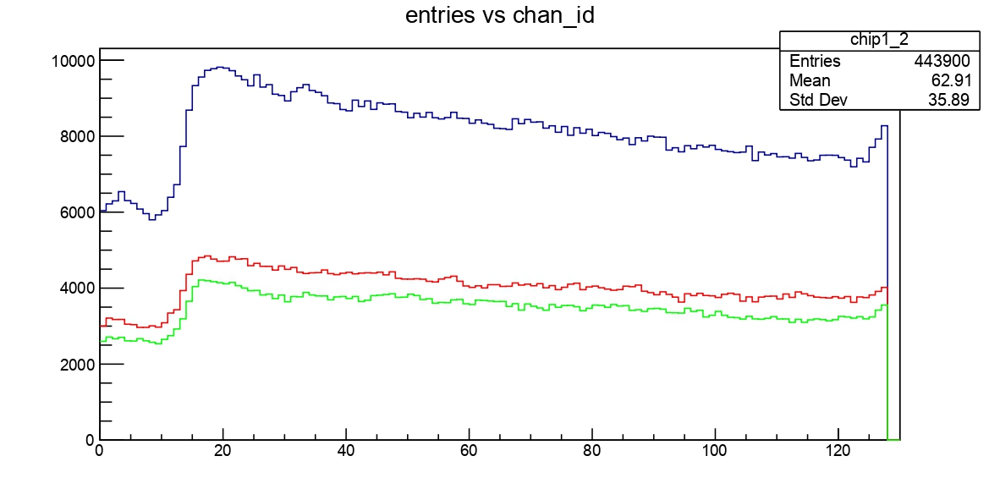 entries vs chan_id
chip1_2
Entries 443900
Mean 62.91
Std Dev 35.89
10000
8000
6000
4000
2000
0
0 20 40 60 80 100 120